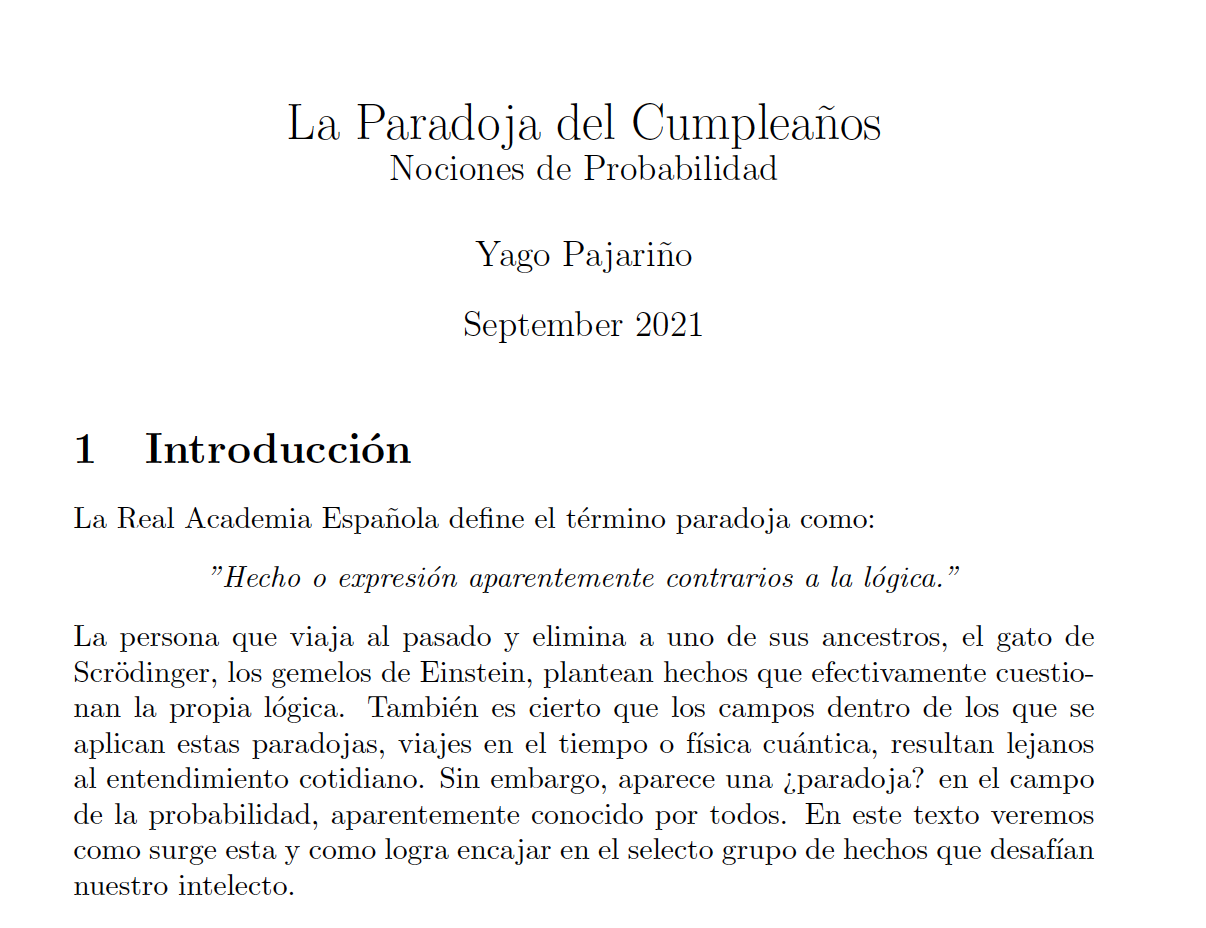 La Paradoja del Cumpleaños
Nociones de Probabilidad
Yago Pajariño
September 2021
1 Introducción
La Real Academia Española define el término paradoja como:
”Hecho o expresión aparentemente contrarios a la lógica.”
La persona que viaja al pasado y elimina a uno de sus ancestros, el gato de
Scrödinger, los gemelos de Einstein, plantean hechos que efectivamente cuestio-
nan la propia lógica. También es cierto que los campos dentro de los que se
aplican estas paradojas, viajes en el tiempo o física cuántica, resultan lejanos
al entendimiento cotidiano. Sin embargo, aparece una ¿paradoja? en el campo
de la probabilidad, aparentemente conocido por todos. En este texto veremos
como surge esta y como logra encajar en el selecto grupo de hechos que desafían
nuestro intelecto.